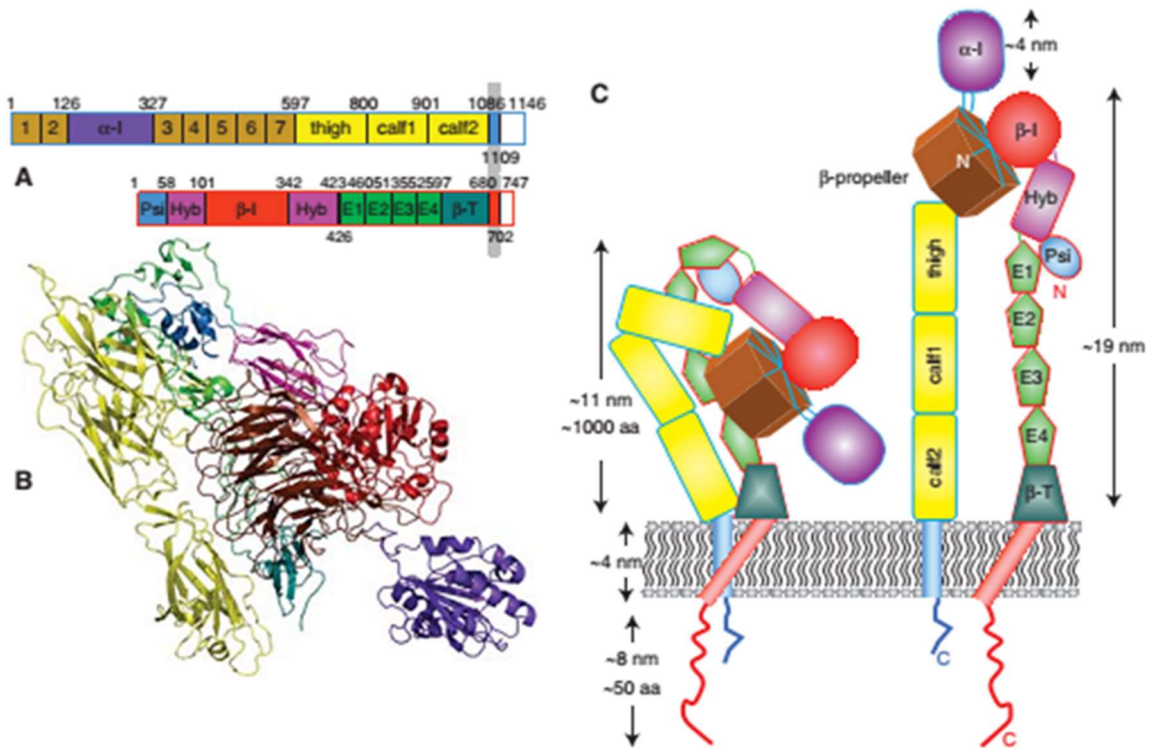 1 126 327 597 800 901 1086 1146
1 2 α-I 3 4 5 6 7 thigh calf1 calf2
1109
A
1 58 101 342 423 460 513 552 597 680 747
Psi Hyb β-I Hyb E1 E2 E3 E4 β-T
426 702
B
C
α-I
~4 nm
β-I
N
β-propeller
Hyb
Psi
N
thigh
E1
E2
calf1
E3
calf2
E4
β-T
~19 nm
~11 nm
~1000 aa
~4 nm
~8 nm
~50 aa
C
C